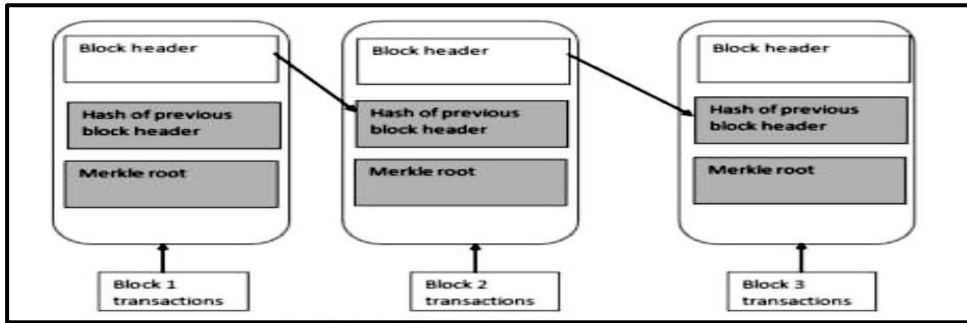 Block header
Hash of previous
block header
Merkle root
Block 1
transactions
Block header
Hash of previous
block header
Merkle root
Block 2
transactions
Block header
Hash of previous
block header
Merkle root
Block 3
transactions